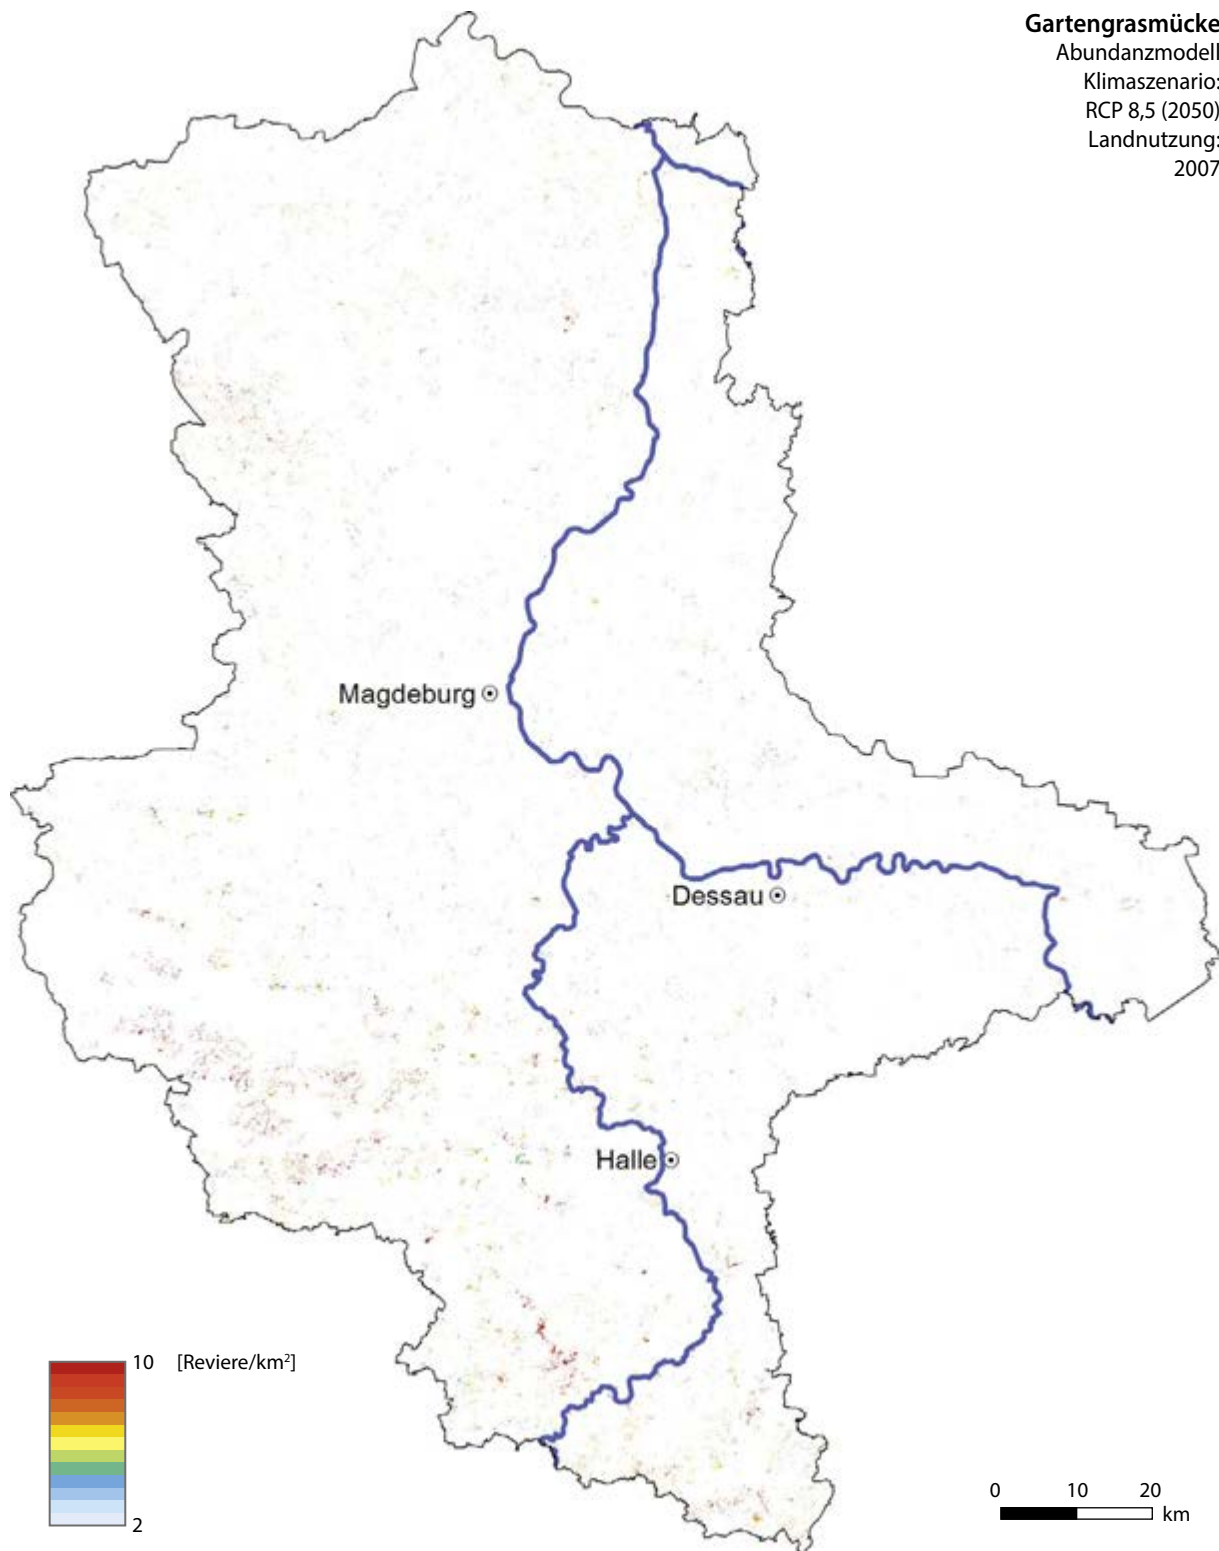 Gartengrasmücke
Abundanzmodell
Klimaszenario:
RCP 8,5 (2050)
Landnutzung:
2007
Magdeburg
Dessau
Halle
10 [Reviere/km²]
2
0 10 20
km